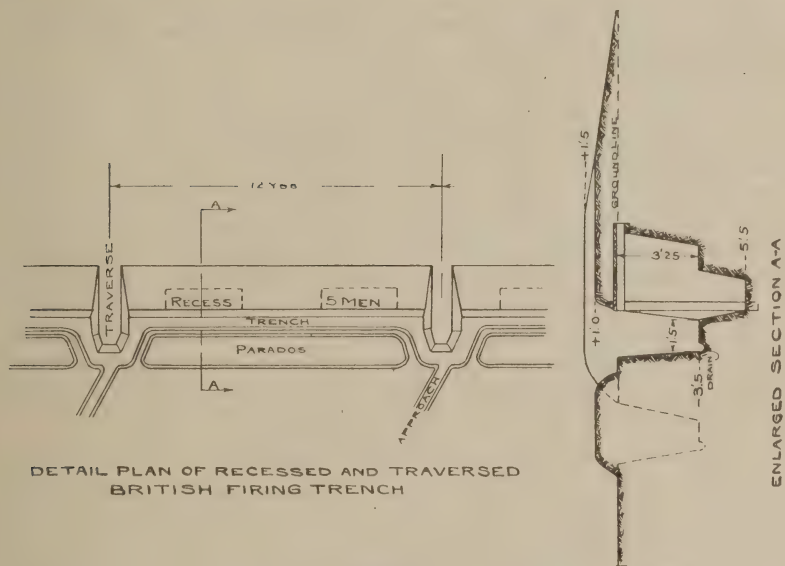 12 YDS
A
TRAVERSE
RECESS
5 MEN
TRENCH
PARADOS
A
APPROACH
DETAIL PLAN OF RECESSED AND TRAVERSED
BRITISH FIRING TRENCH
+1'.5
GROUNDLINE
3'.25
5'.5
+1'.0
1'.5
3'.5
DRAIN
ENLARGED SECTION A-A